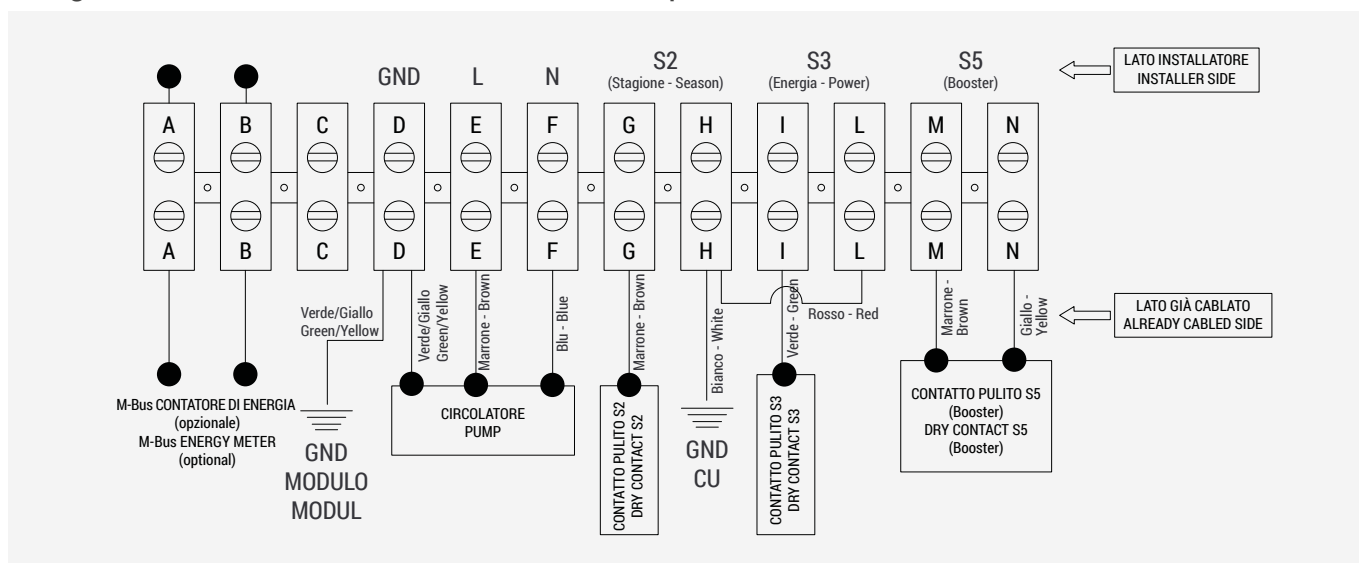 GND
L
N
S2
(Stagione - Season)
S3
(Energia - Power)
S5
(Booster)
LATO INSTALLATORE
INSTALLER SIDE
A
B
C
D
E
F
G
H
I
L
M
N
A
B
C
D
E
F
G
H
I
L
M
N
Verde/Giallo
Green/Yellow
Verde/Giallo
Green/Yellow
Marrone - Brown
Blu - Blue
Marrone - Brown
Bianco - White
Verde - Green
Rosso - Red
Marrone -
Brown
Giallo -
Yellow
LATO GIÀ CABLATO
ALREADY CABLED SIDE
M-Bus CONTATORE DI ENERGIA
(opzionale)
M-Bus ENERGY METER
(optional)
GND
MODULO
MODUL
CIRCOLATORE
PUMP
CONTATTO PULITO S2
DRY CONTACT S2
GND
CU
CONTATTO PULITO S3
DRY CONTACT S3
CONTATTO PULITO S5
(Booster)
DRY CONTACT S5
(Booster)